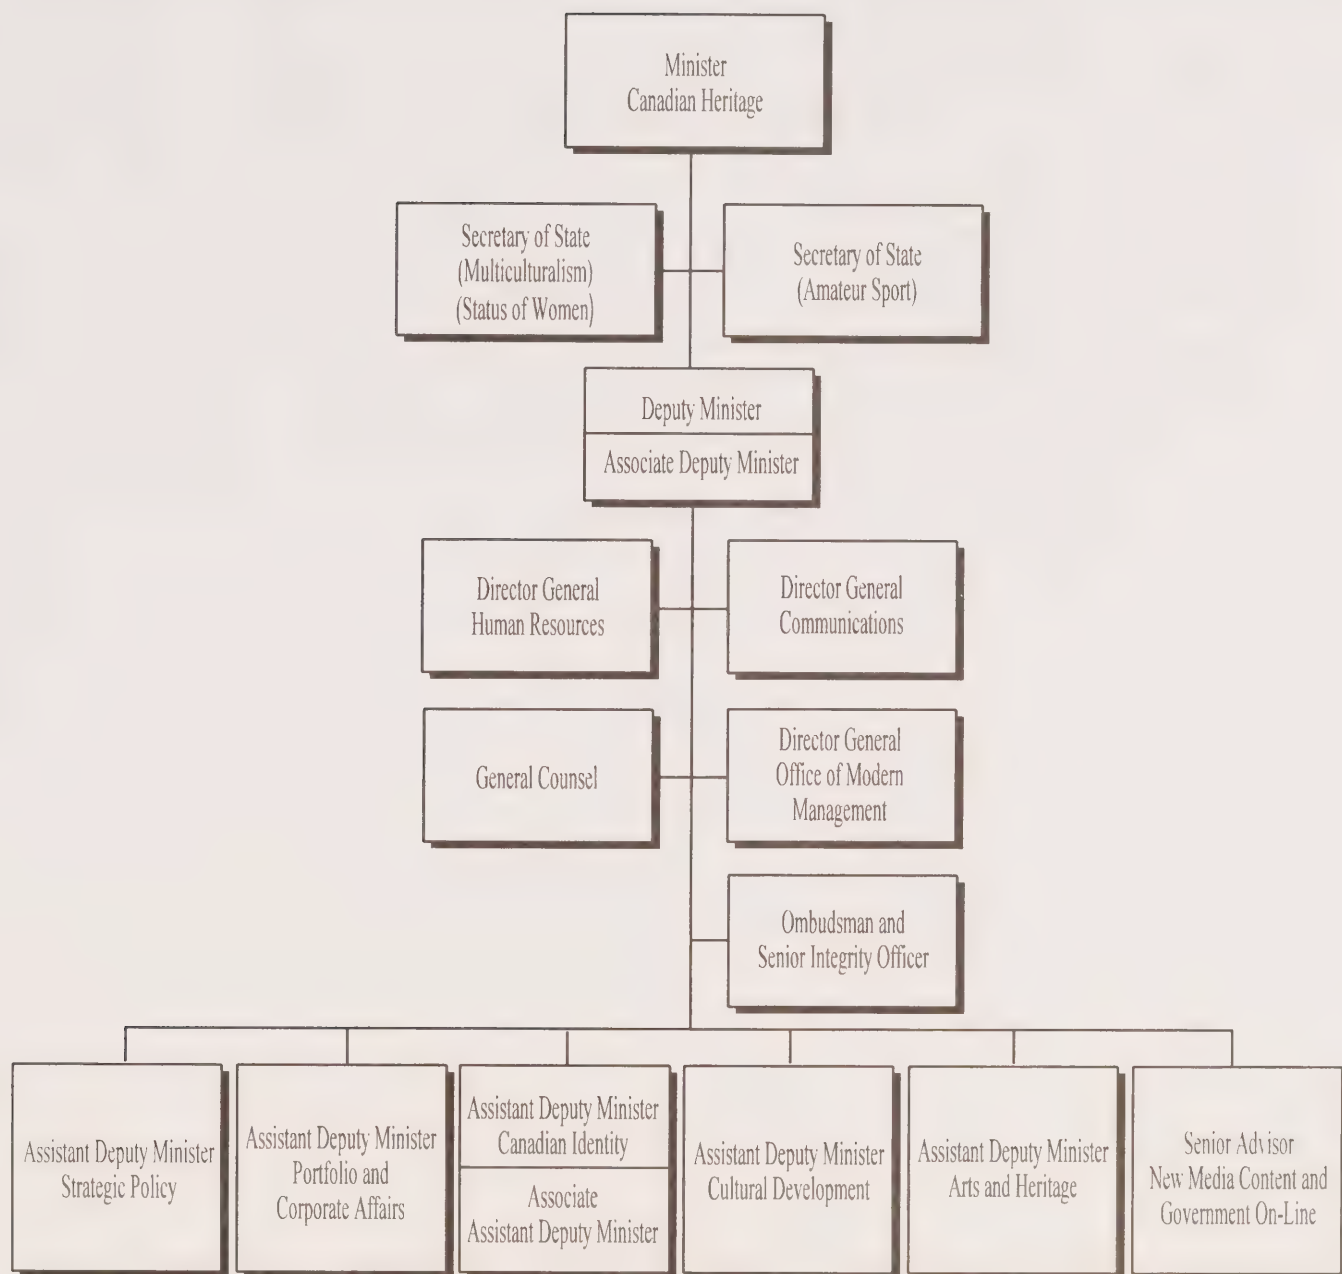 Minister
Canadian Heritage
Secretary of State
(Multiculturalism)
(Status of Women)
Secretary of State
(Amateur Sport)
Deputy Minister
Associate Deputy Minister
Director General
Human Resources
Director General
Communications
General Counsel
Director General
Office of Modern
Management
Ombudsman and
Senior Integrity Officer
Assistant Deputy Minister
Strategic Policy
Assistant Deputy Minister
Portfolio and
Corporate Affairs
Assistant Deputy Minister
Canadian Identity
Associate
Assistant Deputy Minister
Assistant Deputy Minister
Cultural Development
Assistant Deputy Minister
Arts and Heritage
Senior Advisor
New Media Content and
Government On-Line